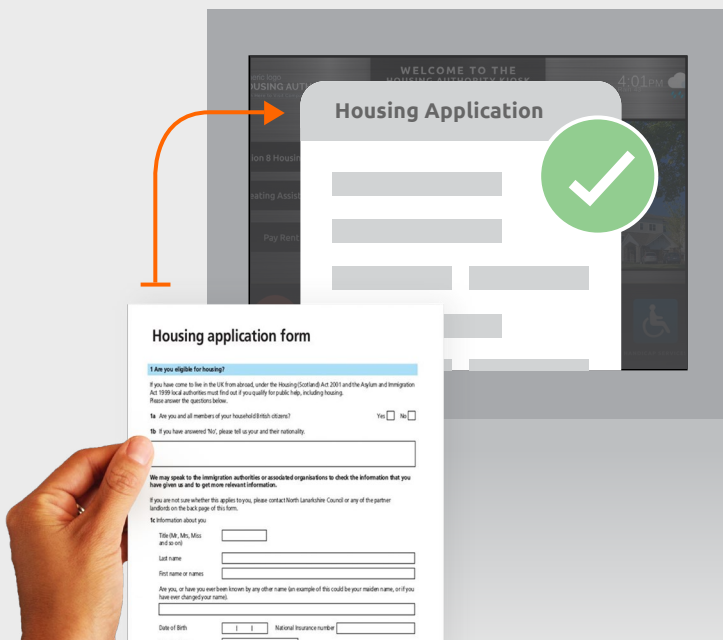 WELCOME TO THE
HOUSING AUTHORITY KIOSK
4:01PM
Housing Application
Pay Rent
Housing application form
1 Are you eligible for housing?
If you have come to live in the UK from abroad, under the Housing (Scotland) Act 2001 and the Asylum and Immigration
Act 1999 local authorities must find out if you qualify for public help, including housing.
Please answer the questions below.
1a Are you and all members of your household British citizens? Yes No
1b If you have answered 'No', please tell us your and their nationality.
We may speak to the immigration authorities or associated organisations to check the information that you
have given us and to get more relevant information.
If you are not sure whether this applies to you, please contact North Lanarkshire Council or any of the partner
landlords on the back page of this form.
1c Information about you
Title (Mr, Mrs, Miss
and so on)
Last name
First name or names
Are you, or have you ever been known by any other name (an example of this could be your maiden name, or if you
have ever changed your name).
Date of Birth National Insurance number